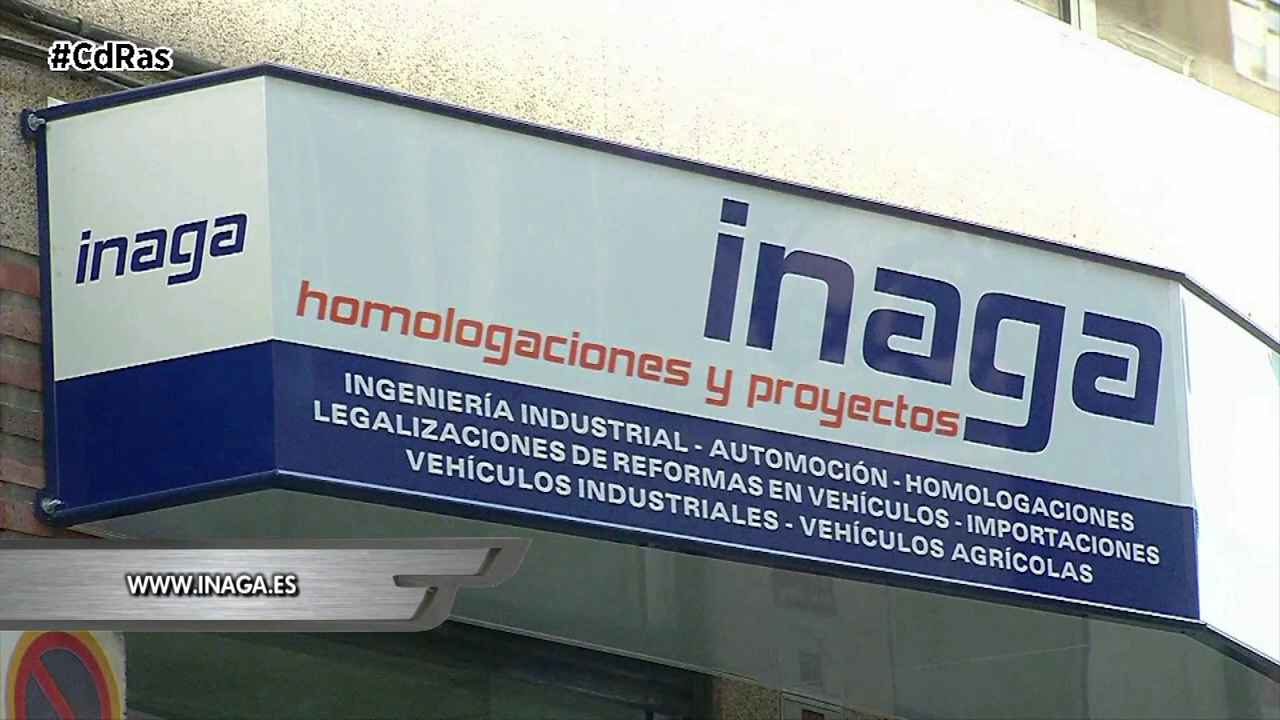 #CdRas
inaga
inaga
homologaciones y proyectos
INGENIERÍA INDUSTRIAL - AUTOMOCIÓN - HOMOLOGACIONES
LEGALIZACIONES DE REFORMAS EN VEHÍCULOS - IMPORTACIONES
VEHÍCULOS INDUSTRIALES - VEHÍCULOS AGRÍCOLAS
WWW.INAGA.ES